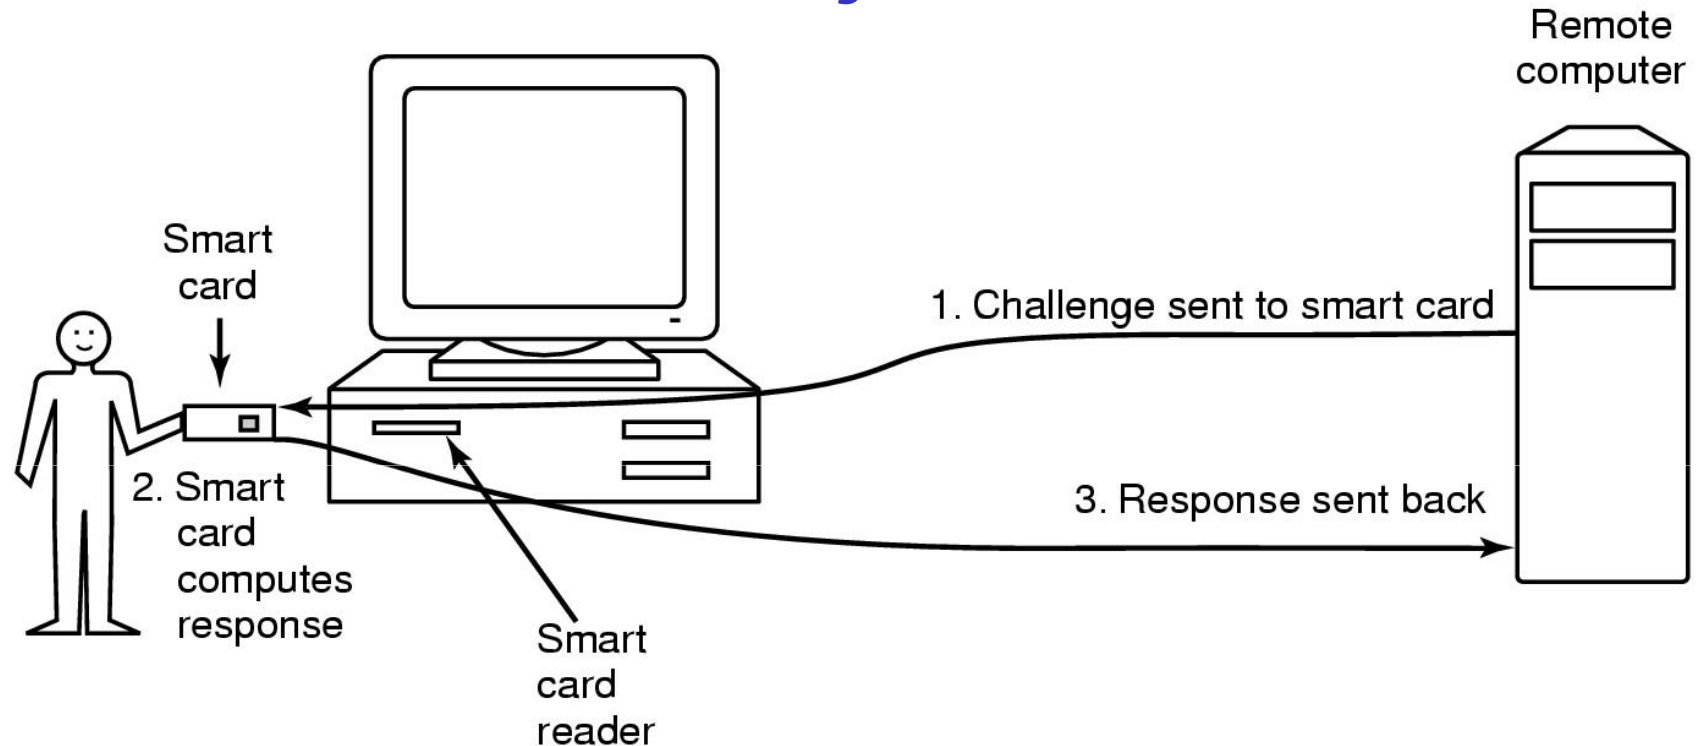 Remote
computer
Smart
card
1. Challenge sent to smart card
2. Smart
card
computes
response
3. Response sent back
Smart
card
reader